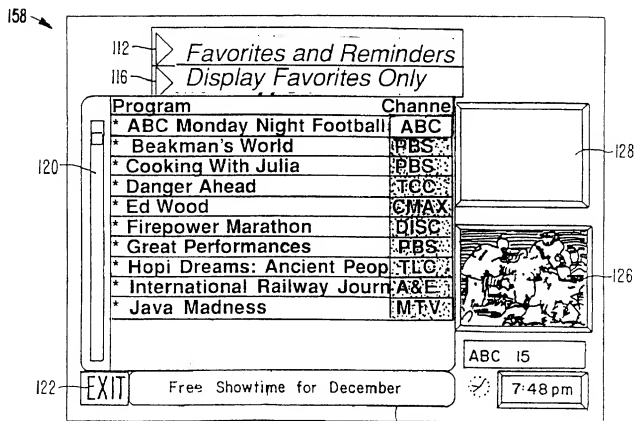 158
112
Favorites and Reminders
116
Display Favorites Only
Program Channe
* ABC Monday Night Football ABC
* Beakman's World PBS
* Cooking With Julia PBS
* Danger Ahead TCC
* Ed Wood CMAX
* Firepower Marathon DISC
* Great Performances PBS
* Hopi Dreams: Ancient Peop TLC
* International Railway Journ A&E
* Java Madness MTV
120
128
126
ABC 15
122
EXIT
Free Showtime for December
7:48 pm